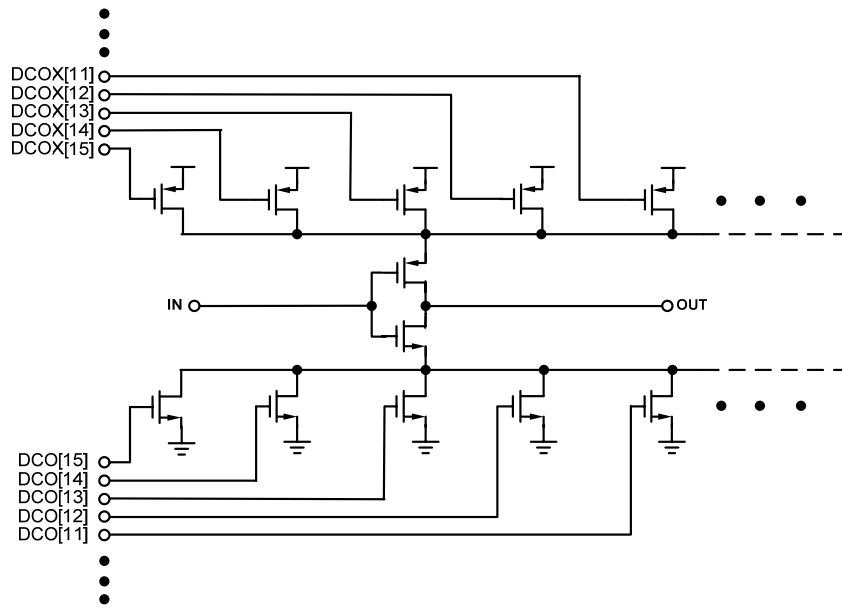 DCOX[11]
DCOX[12]
DCOX[13]
DCOX[14]
DCOX[15]
IN
OUT
DCO[15]
DCO[14]
DCO[13]
DCO[12]
DCO[11]